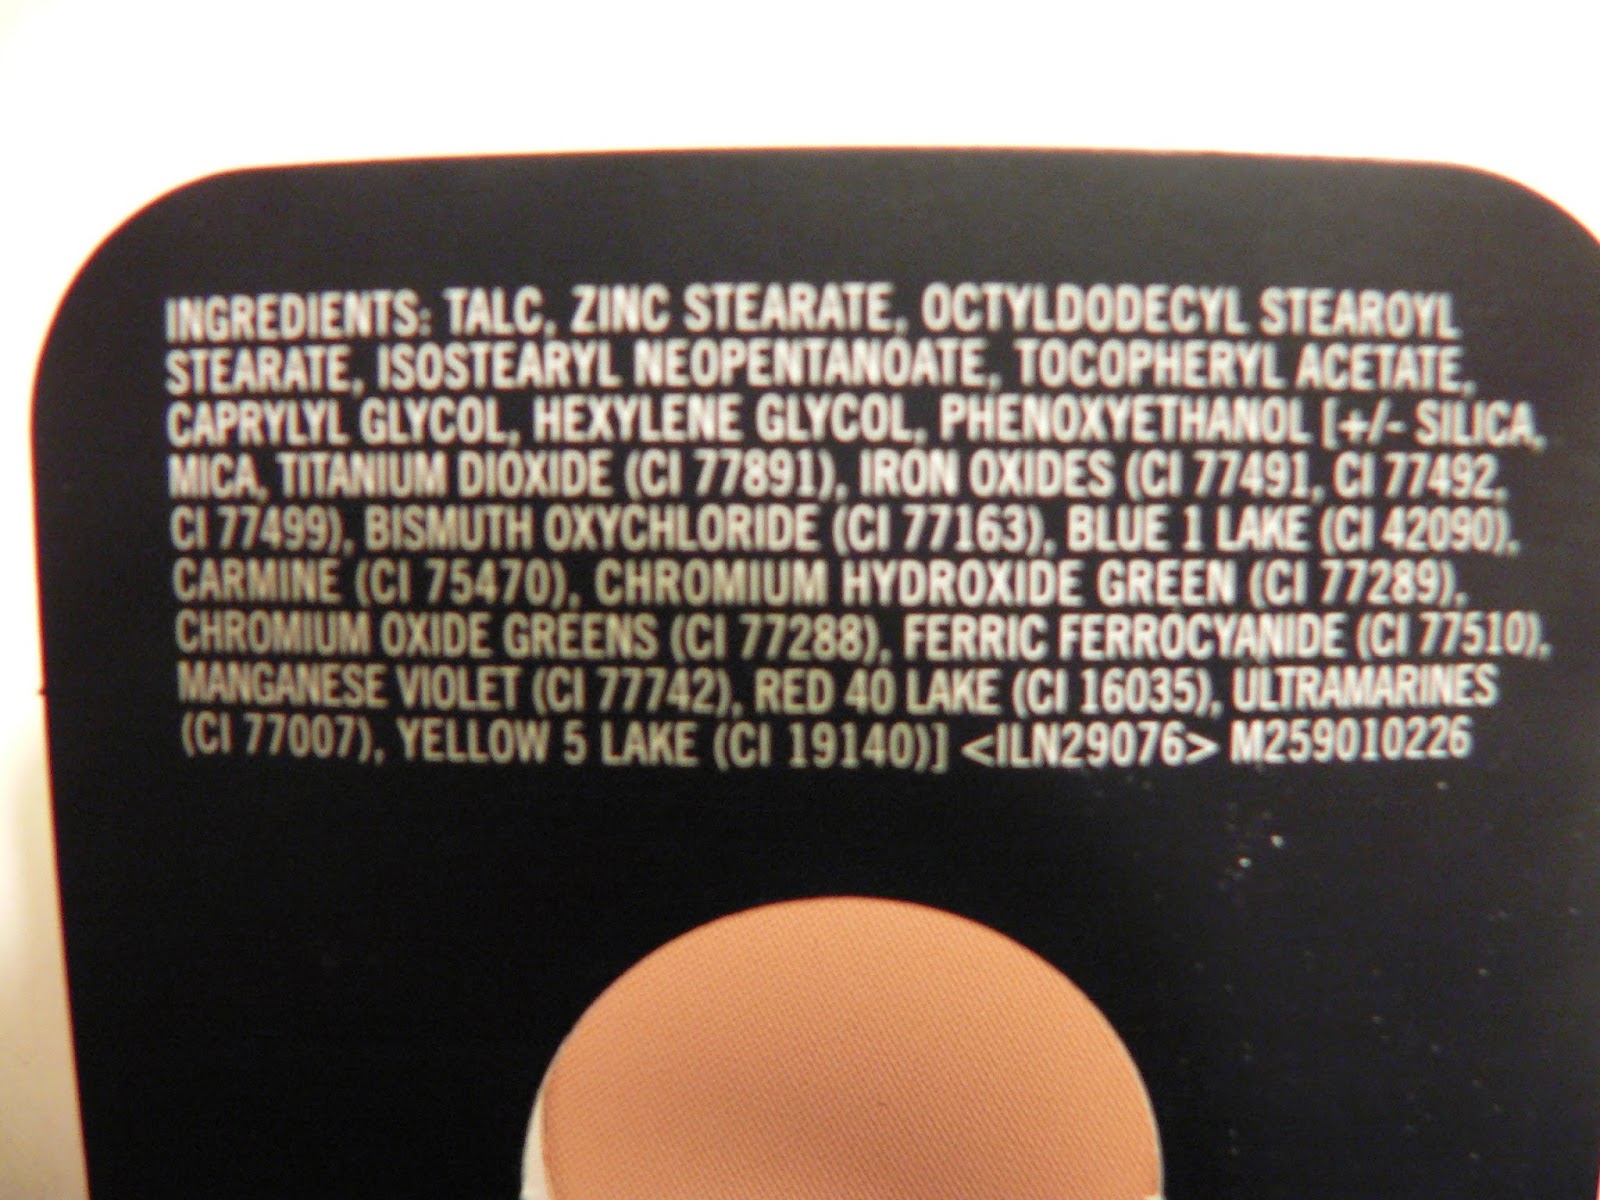 INGREDIENTS: TALC, ZINC STEARATE, OCTYLDODECYL STEAROYL
STEARATE, ISOSTEARYL NEOPENTANOATE, TOCOPHERYL ACETATE,
CAPRYLYL GLYCOL, HEXYLENE GLYCOL, PHENOXYETHANOL [+/- SILICA,
MICA, TITANIUM DIOXIDE (CI 77891), IRON OXIDES (CI 77491, CI 77492,
CI 77499), BISMUTH OXYCHLORIDE (CI 77163), BLUE 1 LAKE (CI 42090),
CARMINE (CI 75470), CHROMIUM HYDROXIDE GREEN (CI 77289),
CHROMIUM OXIDE GREENS (CI 77288), FERRIC FERROCYANIDE (CI 77510),
MANGANESE VIOLET (CI 77742), RED 40 LAKE (CI 16035), ULTRAMARINES
(CI 77007), YELLOW 5 LAKE (CI 19140)] <ILN29076> M259010226